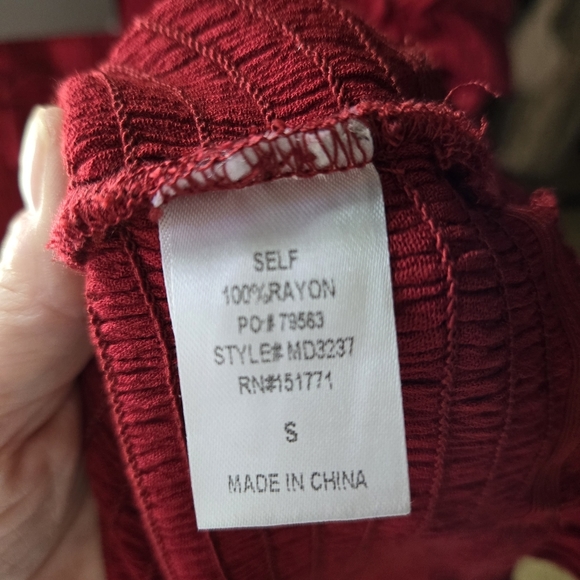 SELF
100%RAYON
PO# 79563
STYLE# MD3237
RN#151771
S
MADE IN CHINA